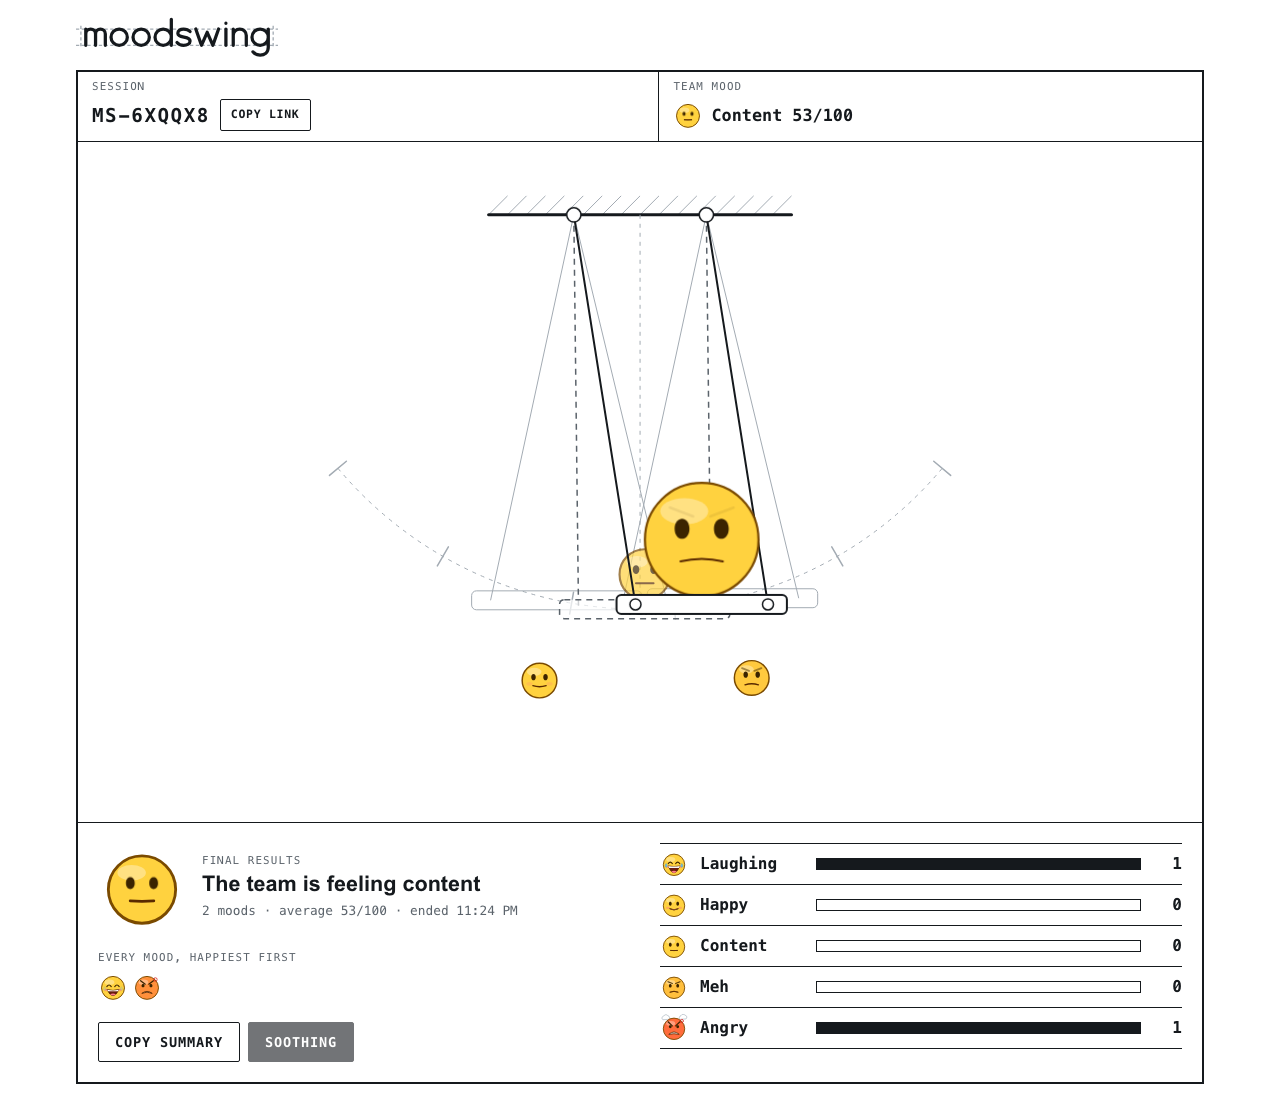 moodswing
SESSION
MS-6XQQX8
COPY LINK
TEAM MOOD
Content 53/100
FINAL RESULTS
The team is feeling content
2 moods · average 53/100 · ended 11:24 PM
EVERY MOOD, HAPPIEST FIRST
COPY SUMMARY
SOOTHING
Laughing 1
Happy 0
Content 0
Meh 0
Angry 1